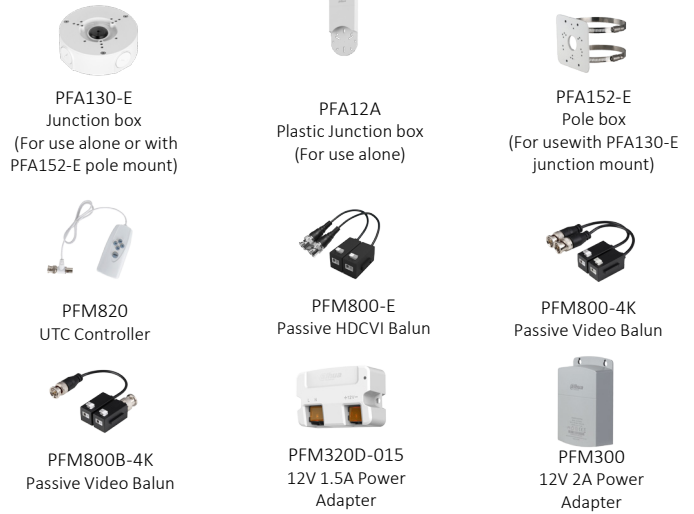 PFA130-E
Junction box
(For use alone or with
PFA152-E pole mount)
PFA12A
Plastic Junction box
(For use alone)
PFA152-E
Pole box
(For usewith PFA130-E
junction mount)
PFM820
UTC Controller
PFM800-E
Passive HDCVI Balun
PFM800-4K
Passive Video Balun
PFM800B-4K
Passive Video Balun
PFM320D-015
12V 1.5A Power
Adapter
PFM300
12V 2A Power
Adapter